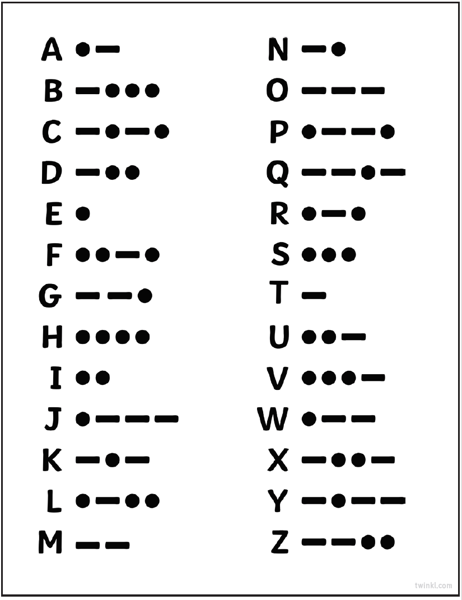 A ●—
B —●●●
C —●—●
D —●●
E ●
F ●●—●
G ——●
H ●●●●
I ●●
J ●———
K —●—
L ●—●●
M ——
N —●
O ———
P ●——●
Q ——●—
R ●—●
S ●●●
T —
U ●●—
V ●●●—
W ●——
X —●●—
Y —●——
Z ——●●
twinkl.com